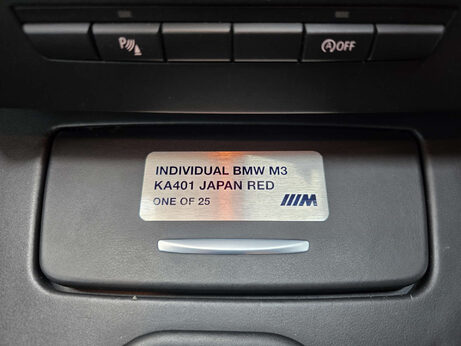 P
A OFF
INDIVIDUAL BMW M3
KA401 JAPAN RED
ONE OF 25
M